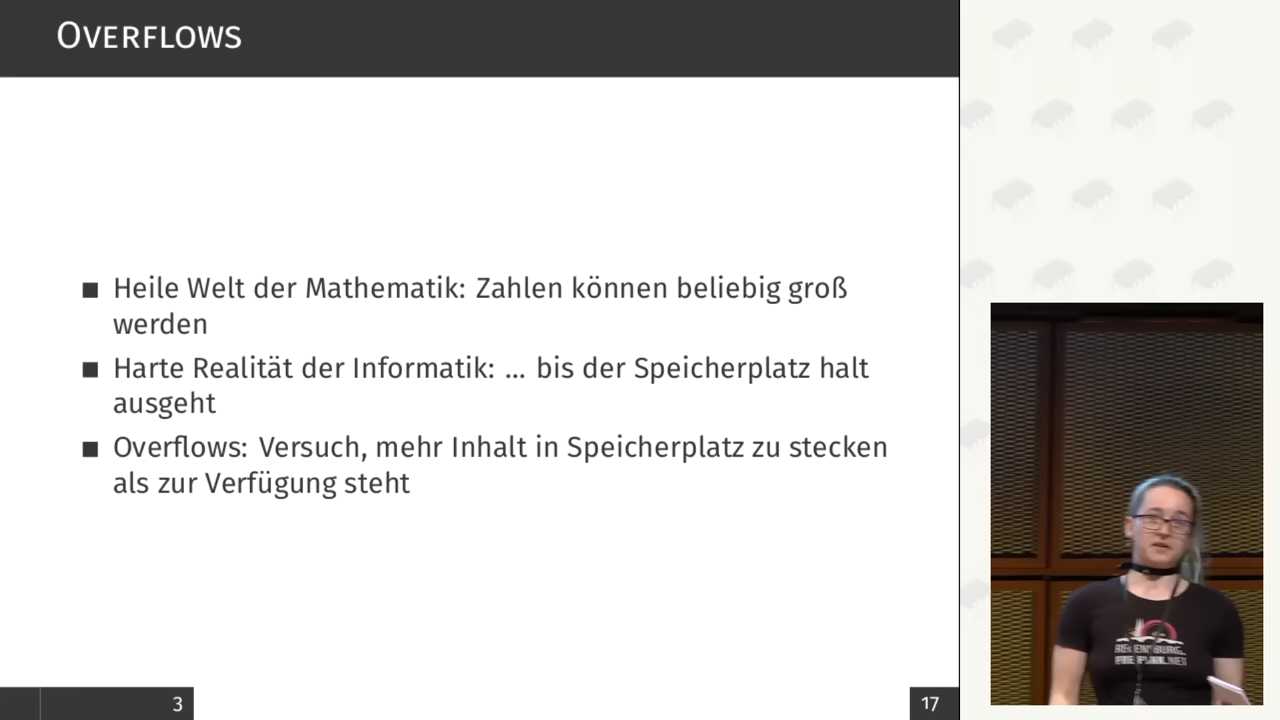 Overflows
Heile Welt der Mathematik: Zahlen können beliebig groß
werden
Harte Realität der Informatik: ... bis der Speicherplatz halt
ausgeht
Overflows: Versuch, mehr Inhalt in Speicherplatz zu stecken
als zur Verfügung steht
3
17